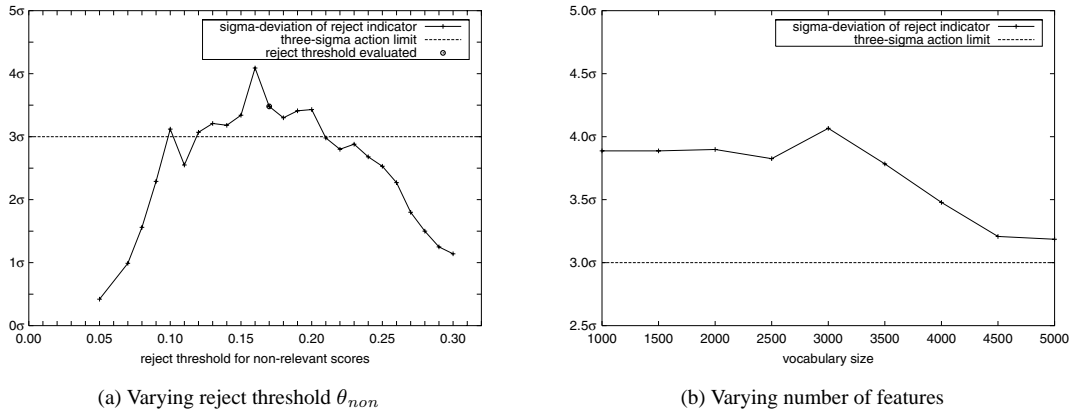 5σ
4σ
3σ
2σ
1σ
0σ
0.00 0.05 0.10 0.15 0.20 0.25 0.30
reject threshold for non-relevant scores
sigma-deviation of reject indicator
three-sigma action limit
reject threshold evaluated
(a) Varying reject threshold θnon
5.0σ
4.5σ
4.0σ
3.5σ
3.0σ
2.5σ
1000 1500 2000 2500 3000 3500 4000 4500 5000
vocabulary size
sigma-deviation of reject indicator
three-sigma action limit
(b) Varying number of features